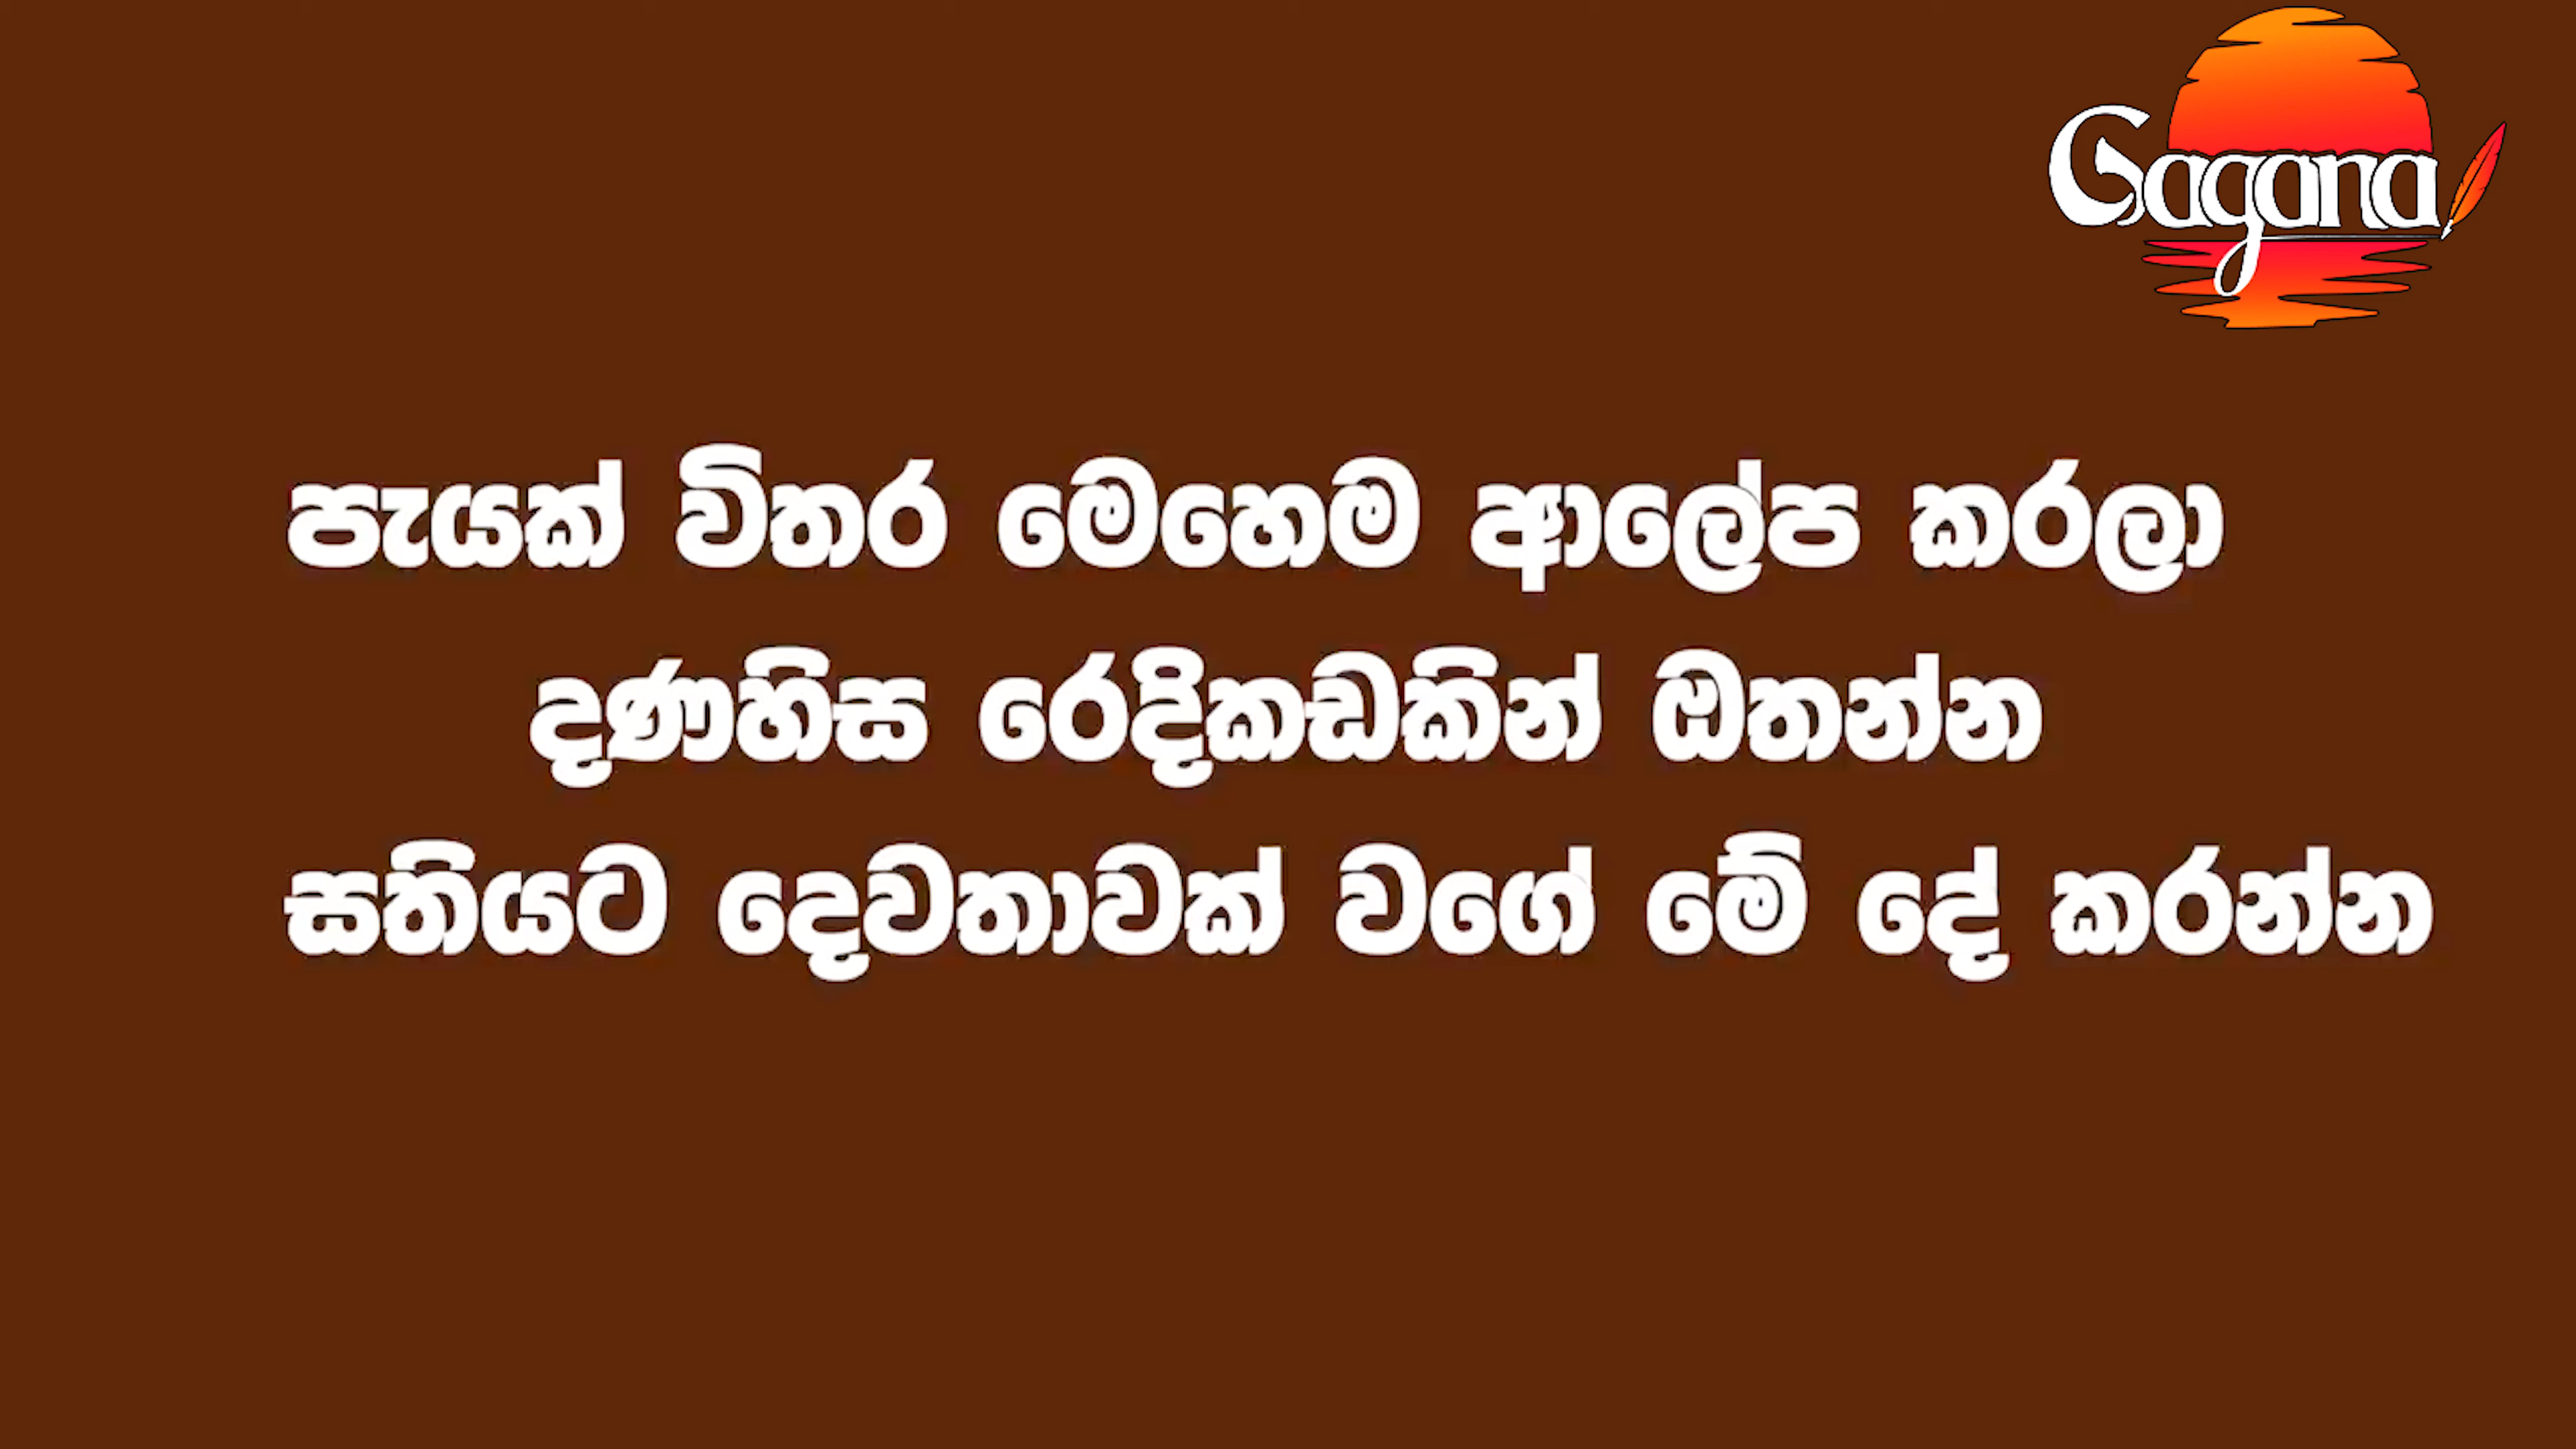 Gagana
පැයක් විතර මෙහෙම ආලේප කරලා
දණහිස රෙදිකඩකින් ඔතන්න
සතියට දෙවතාවක් වගේ මේ දේ කරන්න